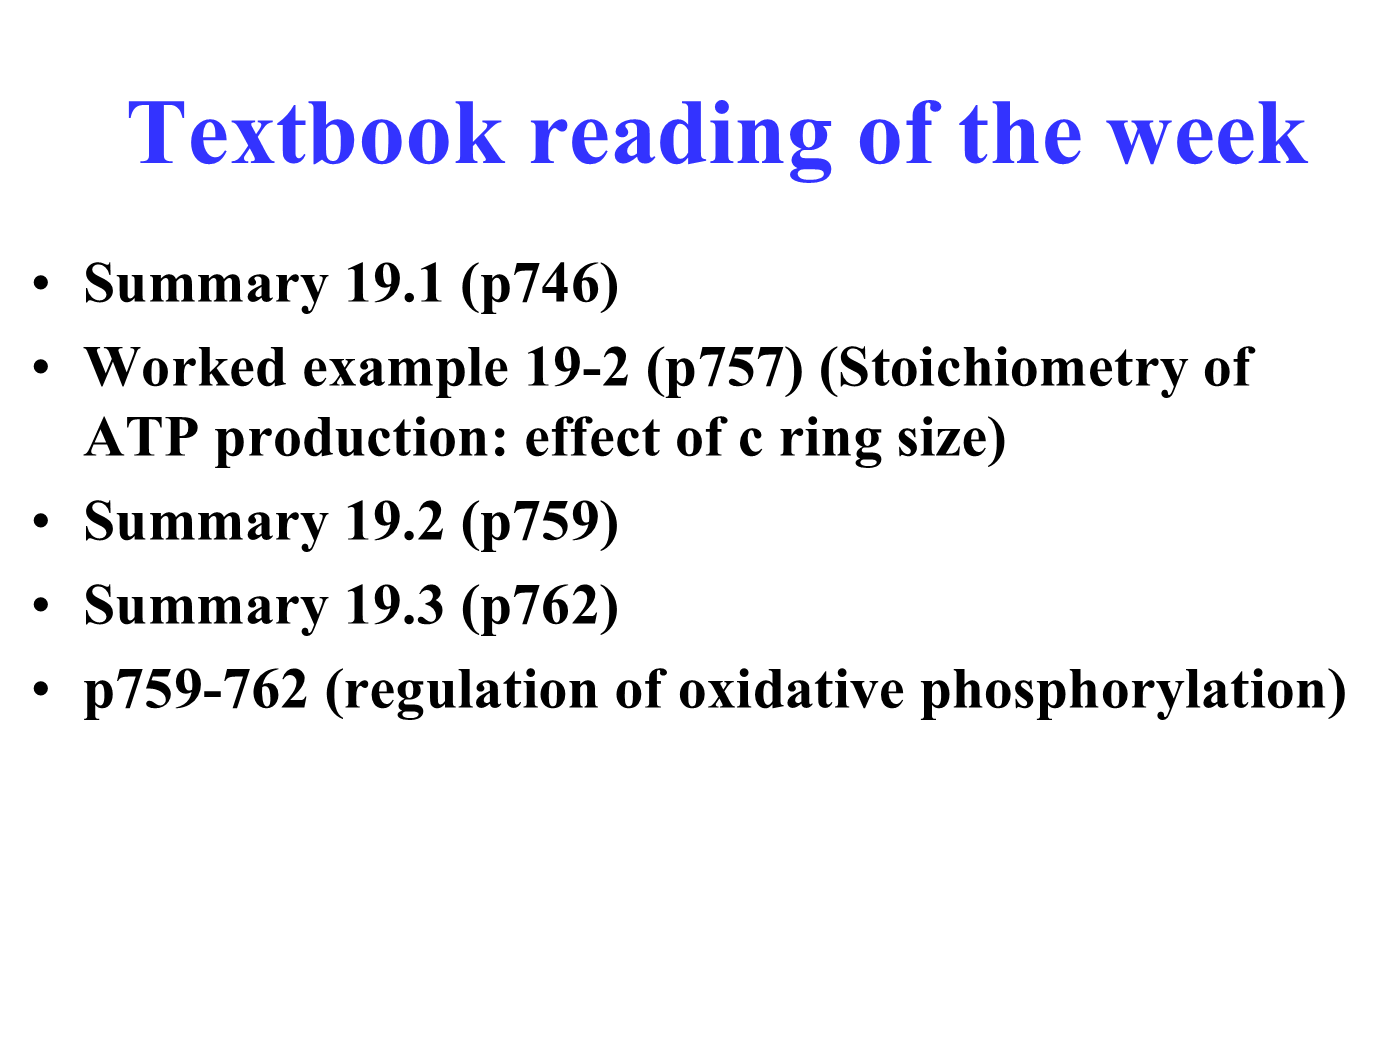 Textbook reading of the week
• Summary 19.1 (p746)
• Worked example 19-2 (p757) (Stoichiometry of
ATP production: effect of c ring size)
• Summary 19.2 (p759)
• Summary 19.3 (p762)
• p759-762 (regulation of oxidative phosphorylation)